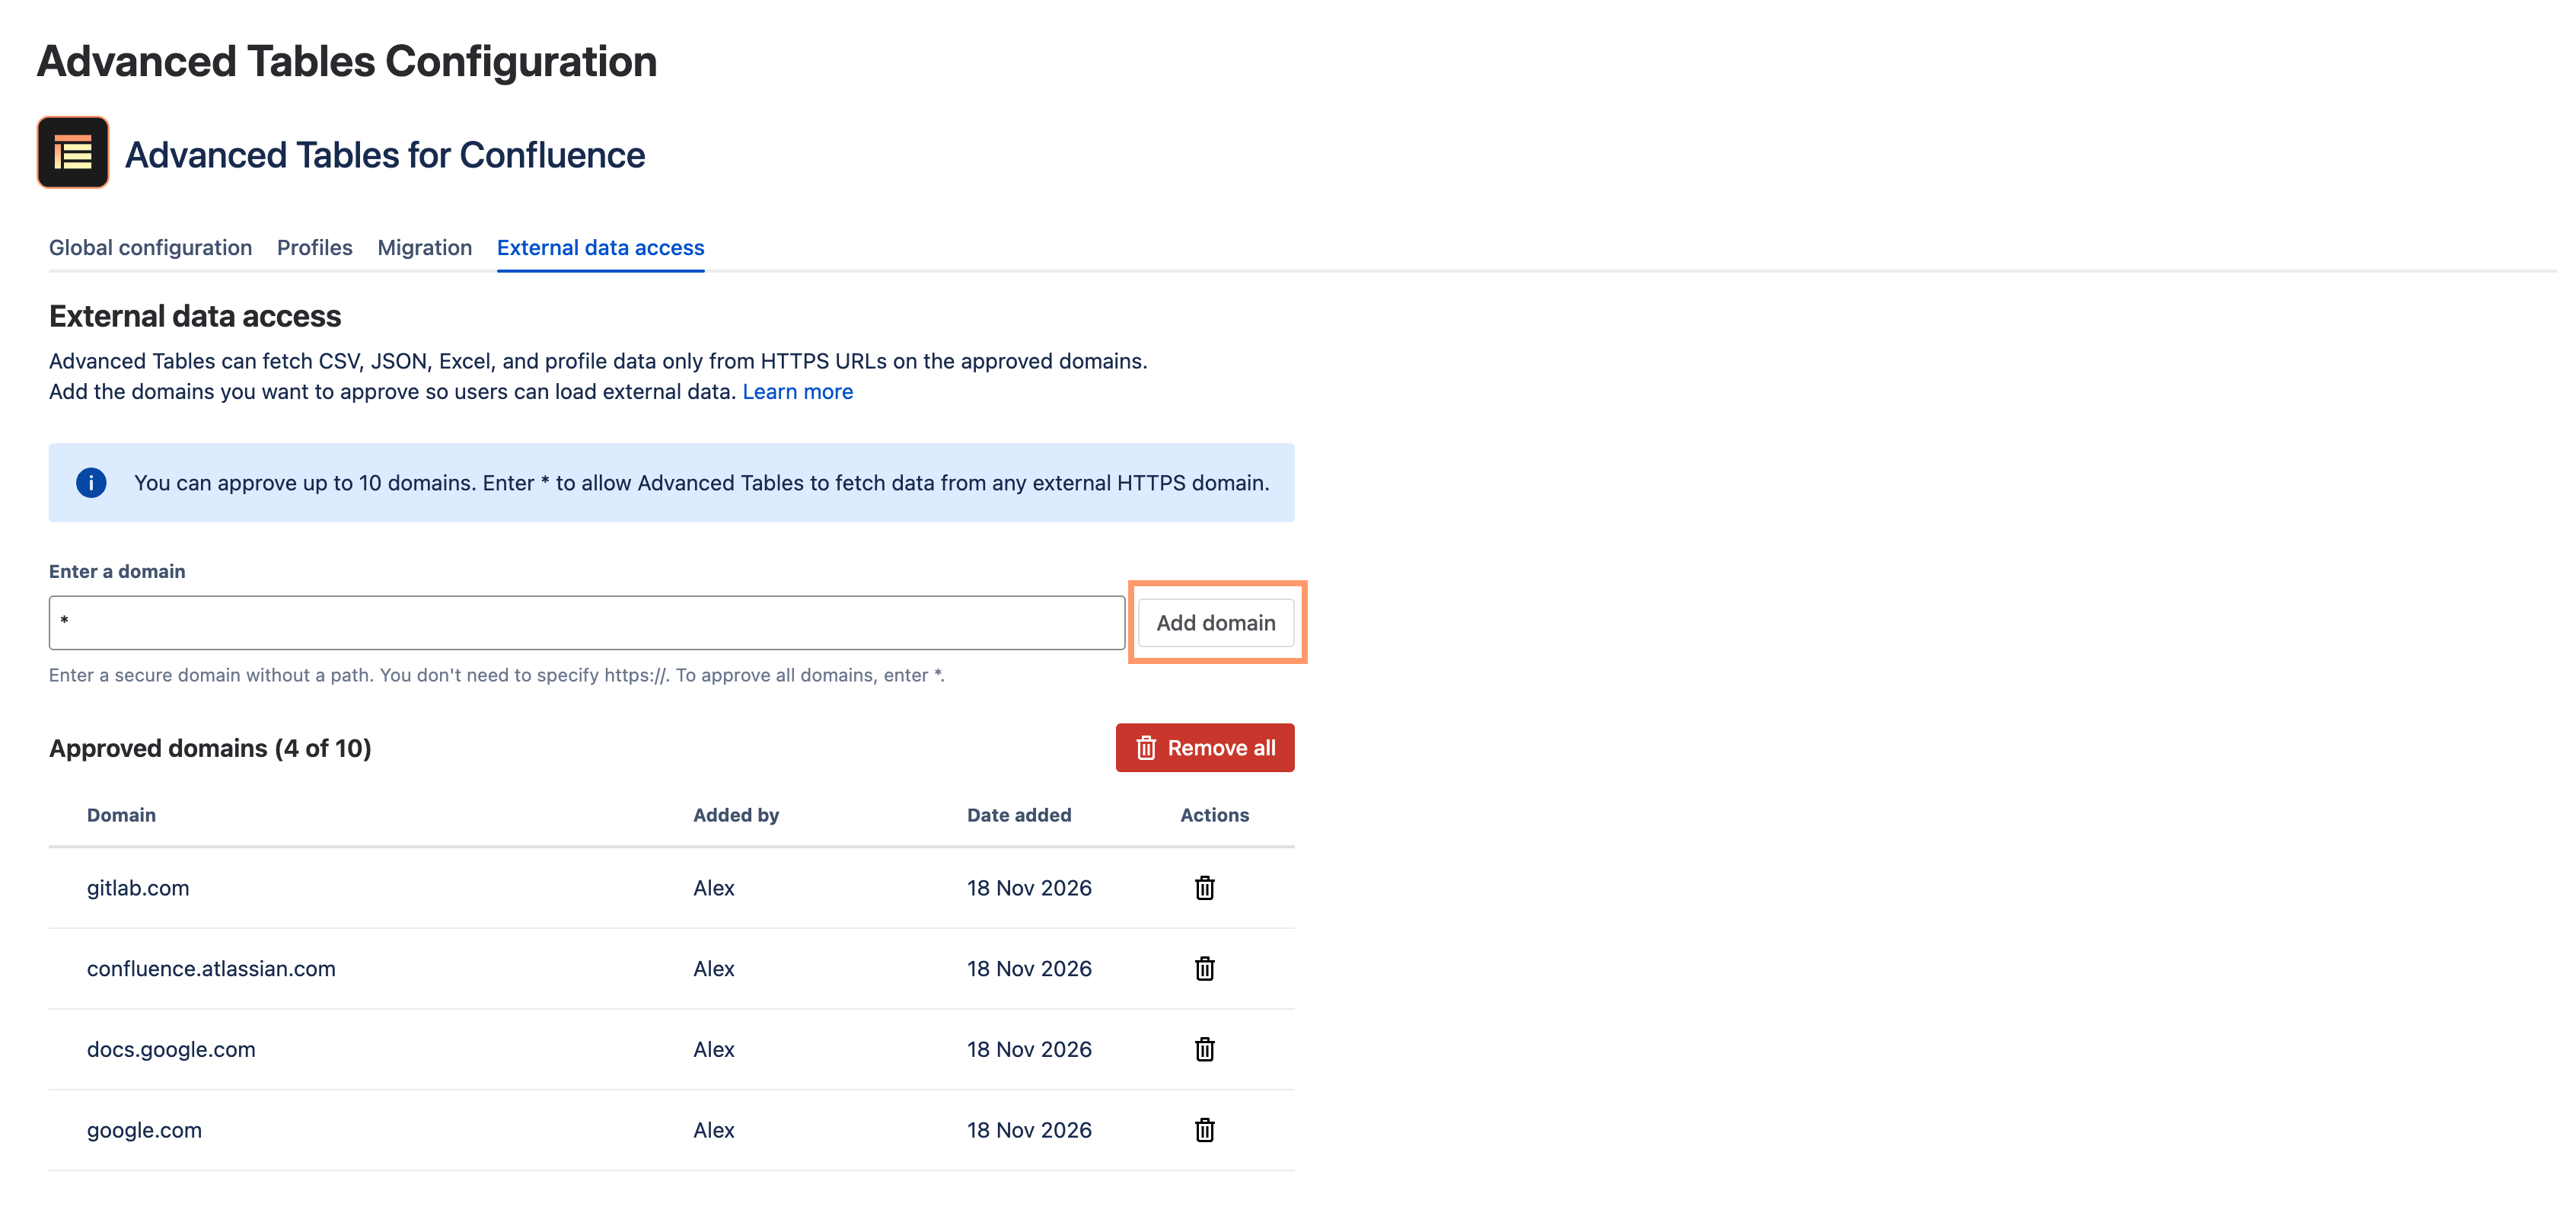 Advanced Tables Configuration
Advanced Tables for Confluence
Global configuration Profiles Migration External data access
External data access
Advanced Tables can fetch CSV, JSON, Excel, and profile data only from HTTPS URLs on the approved domains.
Add the domains you want to approve so users can load external data. Learn more
i You can approve up to 10 domains. Enter * to allow Advanced Tables to fetch data from any external HTTPS domain.
Enter a domain
* Add domain
Enter a secure domain without a path. You don't need to specify https://. To approve all domains, enter *.
Approved domains (4 of 10) Remove all
Domain Added by Date added Actions
gitlab.com Alex 18 Nov 2026
confluence.atlassian.com Alex 18 Nov 2026
docs.google.com Alex 18 Nov 2026
google.com Alex 18 Nov 2026